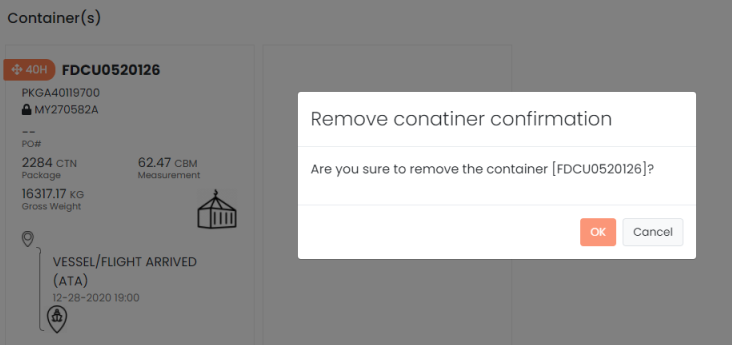 Container(s)
40H FDCU0520126
PKGA40119700
MY270582A
--
PO#
2284 CTN 62.47 CBM
Package Measurement
16317.17 KG
Gross Weight
VESSEL/FLIGHT ARRIVED
(ATA)
12-28-2020 19:00
Remove conatiner confirmation
Are you sure to remove the container [FDCU0520126]?
OK Cancel